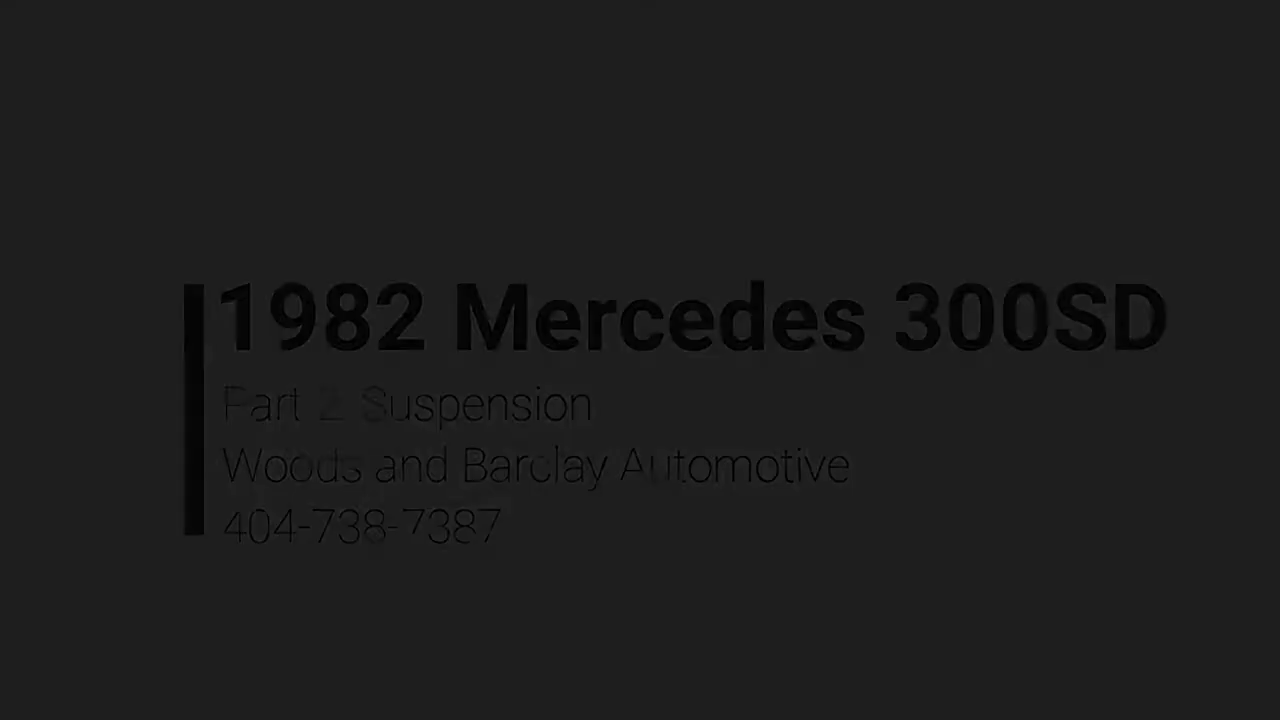 1982 Mercedes 300SD
Part 2: Suspension
Woods and Barclay Automotive
404-738-7387